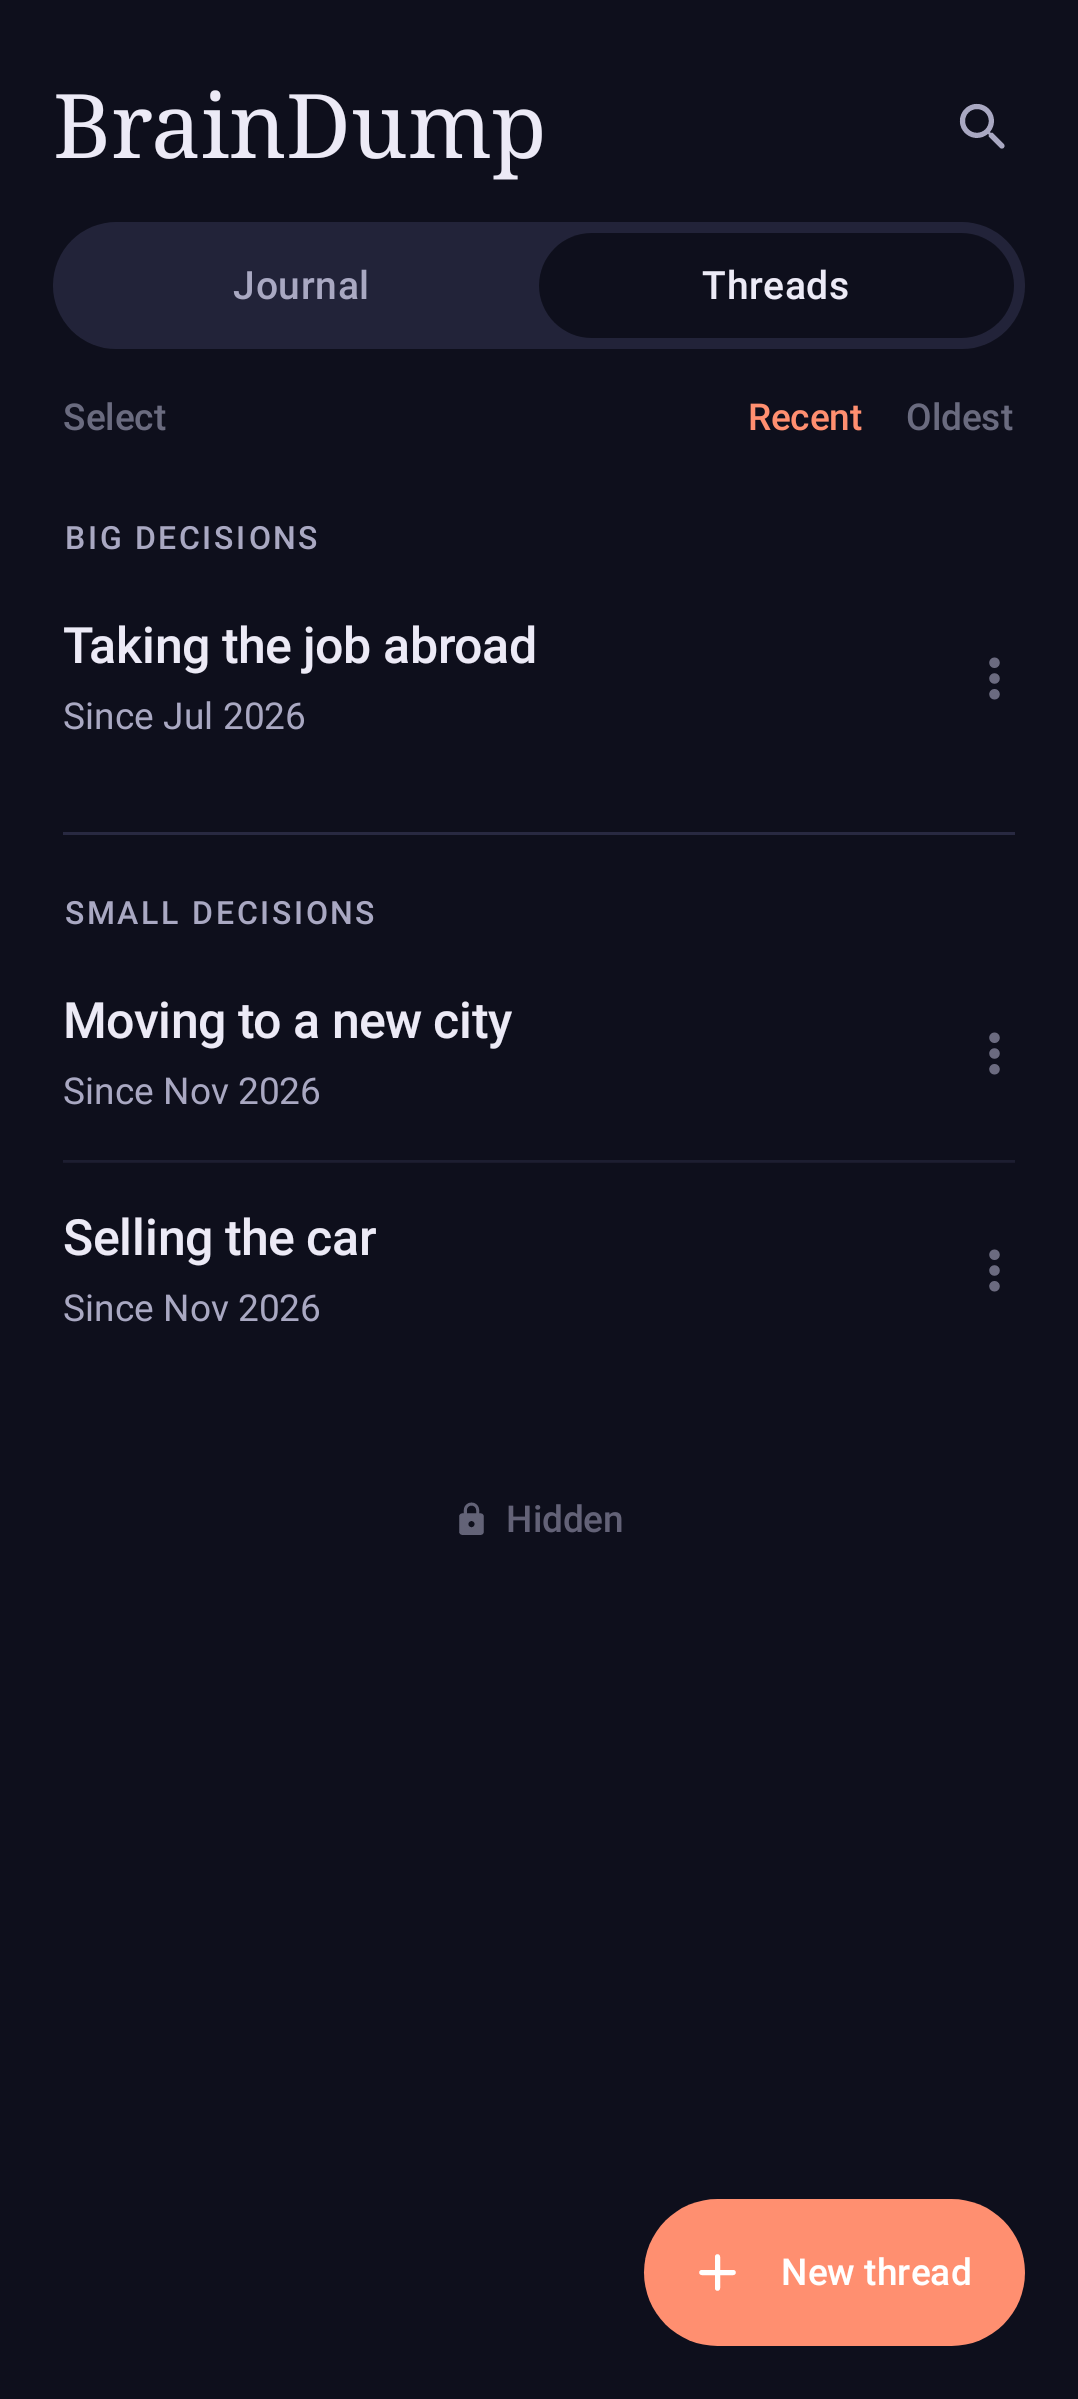 BrainDump
Journal Threads
Select Recent Oldest
BIG DECISIONS
Taking the job abroad
Since Jul 2026
SMALL DECISIONS
Moving to a new city
Since Nov 2026
Selling the car
Since Nov 2026
Hidden
New thread